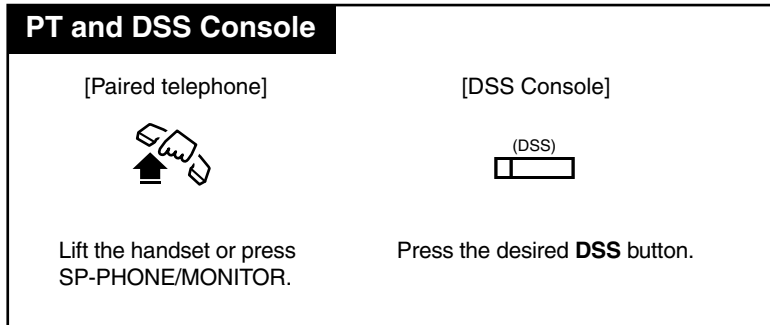 PT and DSS Console
[Paired telephone]
[DSS Console]
(DSS)
Lift the handset or press
SP-PHONE/MONITOR.
Press the desired DSS button.